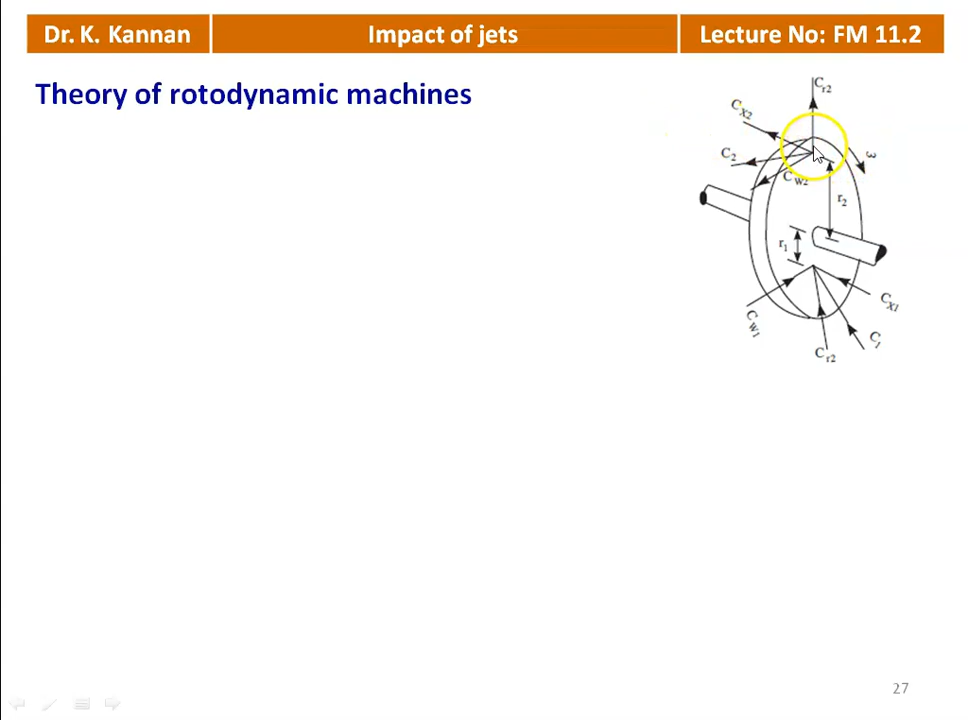 Dr. K. Kannan
Impact of jets
Lecture No: FM 11.2
Theory of rotodynamic machines
Cr2
CX2
C2
ω
CW2
r2
r1
CX1
CW1
C1
Cr2
27